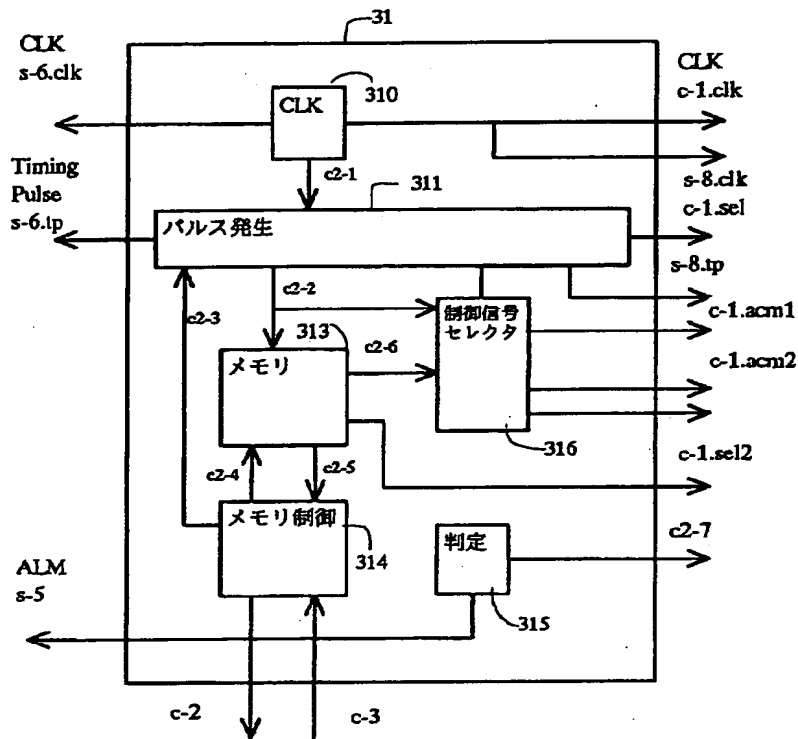 31
CLK
s-6.clk
CLK
c-1.clk
CLK
310
c2-1
s-8.clk
Timing
Pulse
s-6.tp
311
パルス発生
c-1.sel
s-8.tp
c2-2
c2-3
制御信号
セレクタ
c-1.acm1
313
メモリ
c2-6
c-1.acm2
316
c2-4
c2-5
c-1.sel2
メモリ制御
314
判定
c2-7
315
ALM
s-5
c-2
c-3